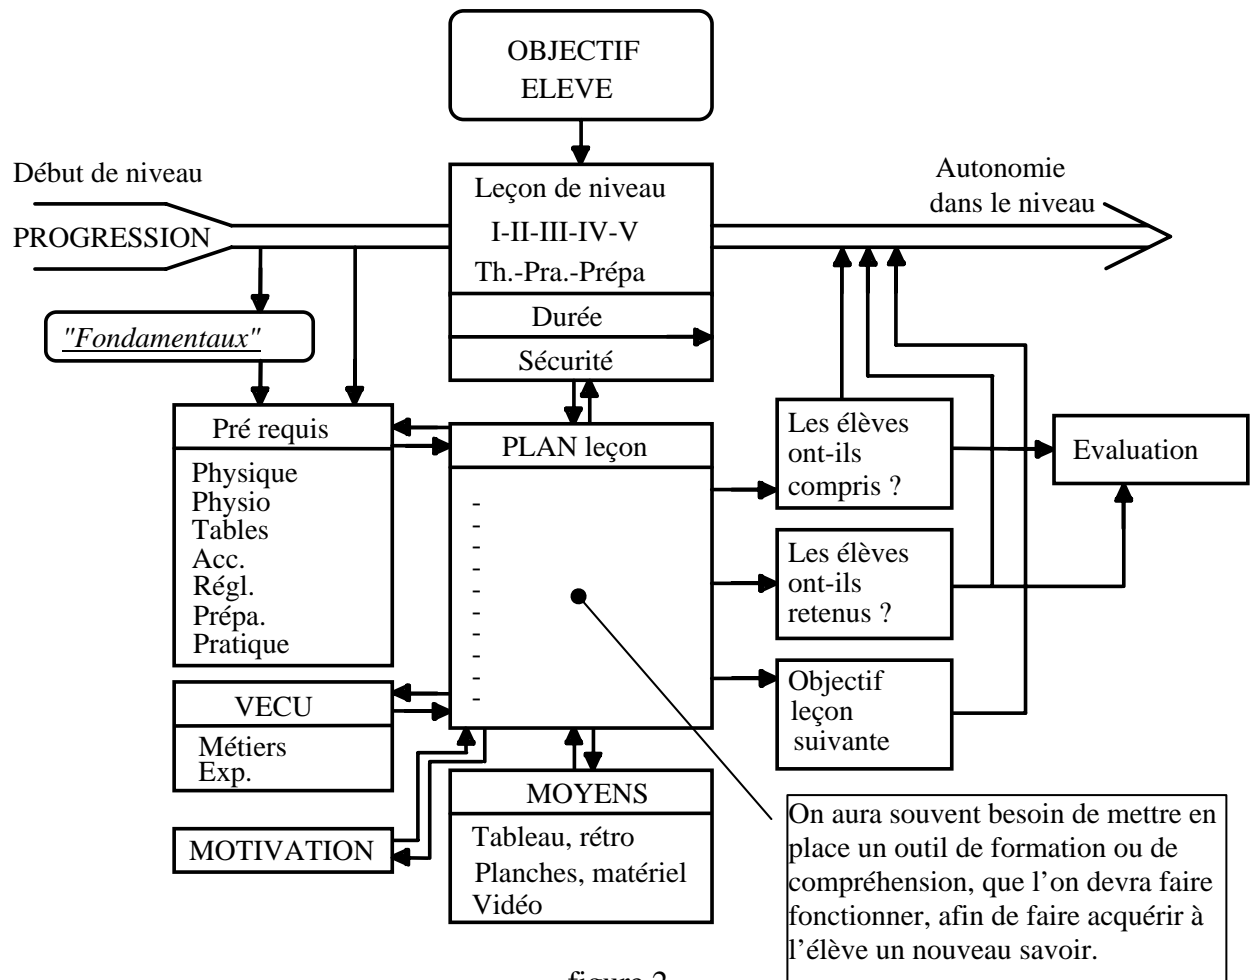 OBJECTIF
ELEVE
Début de niveau
PROGRESSION
Leçon de niveau
I-II-III-IV-V
Th.-Pra.-Prépa
Durée
Sécurité
Autonomie
dans le niveau
"Fondamentaux"
Pré requis
Physique
Physio
Tables
Acc.
Régl.
Prépa.
Pratique
PLAN leçon
-
-
-
-
-
-
-
-
-
-
Les élèves
ont-ils
compris ?
Evaluation
Les élèves
ont-ils
retenus ?
Objectif
leçon
suivante
VECU
Métiers
Exp.
MOTIVATION
MOYENS
Tableau, rétro
Planches, matériel
Vidéo
On aura souvent besoin de mettre en
place un outil de formation ou de
compréhension, que l’on devra faire
fonctionner, afin de faire acquérir à
l’élève un nouveau savoir.
figure 2